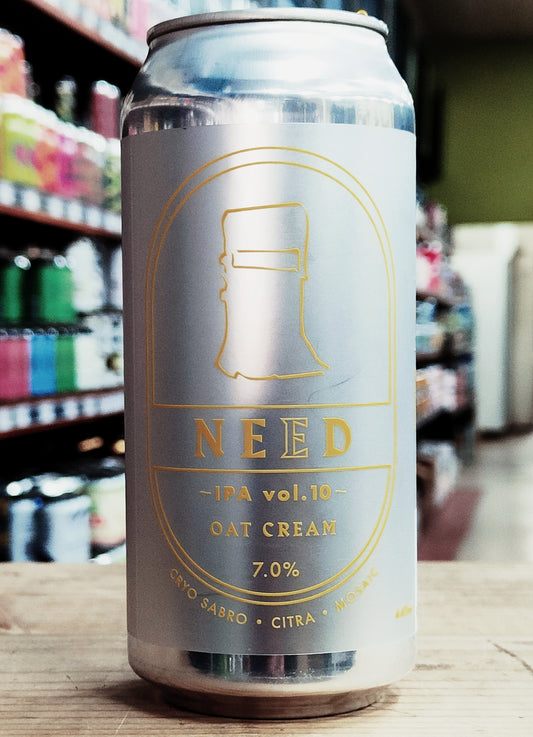 NEED
-IPA vol.10-
OAT CREAM
7.0%
CRYO SABRO • CITRA • MOSAIC